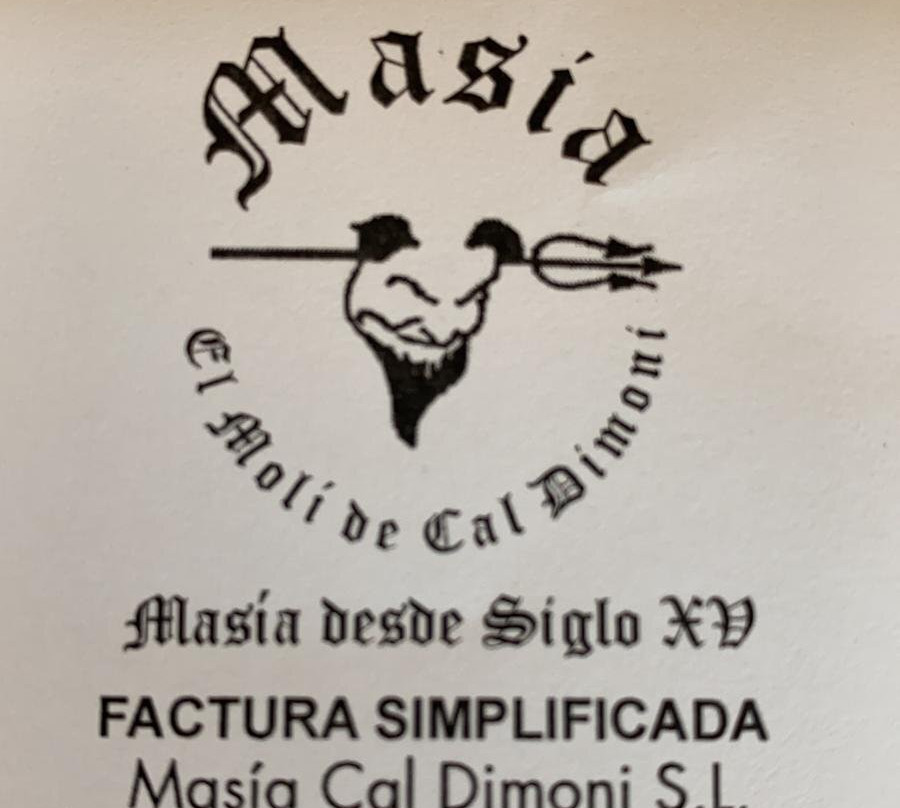 Masía
El Molí de Cal Dimoni
Masía desde Siglo XV
FACTURA SIMPLIFICADA
Masía Cal Dimoni S.L.